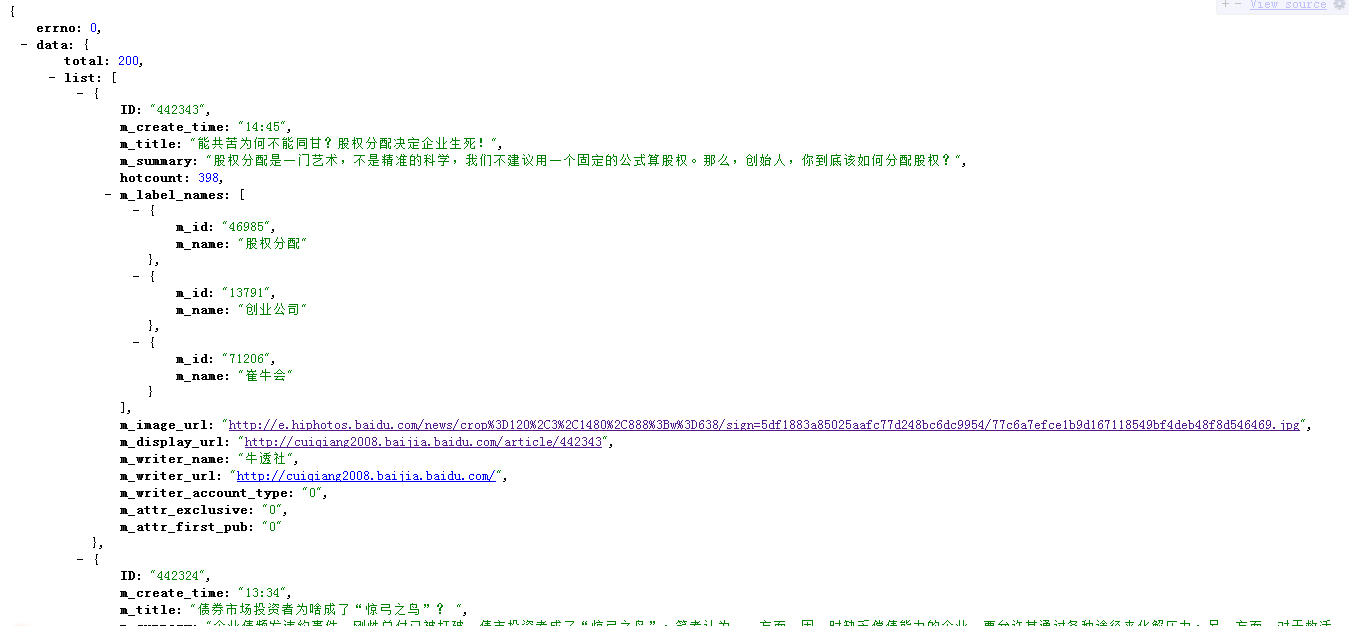 + - View source
{
errno: 0,
- data: {
total: 200,
- list: [
- {
ID: "442343",
m_create_time: "14:45",
m_title: "能共苦为何不能同甘？股权分配决定企业生死！",
m_summary: "股权分配是一门艺术，不是精准的科学，我们不建议用一个固定的公式算股权。那么，创始人，你到底该如何分配股权？",
hotcount: 398,
- m_label_names: [
- {
m_id: "46985",
m_name: "股权分配"
},
- {
m_id: "13791",
m_name: "创业公司"
},
- {
m_id: "71206",
m_name: "崔牛会"
}
],
m_image_url: "http://e.hiphotos.baidu.com/news/crop%3D120%2C3%2C1480%2C888%3Bw%3D638/sign=5df1883a85025aafc77d248bc6dc9954/77c6a7efce1b9d167118549bf4deb48f8d546469.jpg",
m_display_url: "http://cuiqiang2008.baijia.baidu.com/article/442343",
m_writer_name: "牛透社",
m_writer_url: "http://cuiqiang2008.baijia.baidu.com/",
m_writer_account_type: "0",
m_attr_exclusive: "0",
m_attr_first_pub: "0"
},
- {
ID: "442324",
m_create_time: "13:34",
m_title: "债券市场投资者为啥成了“惊弓之鸟”？ ",